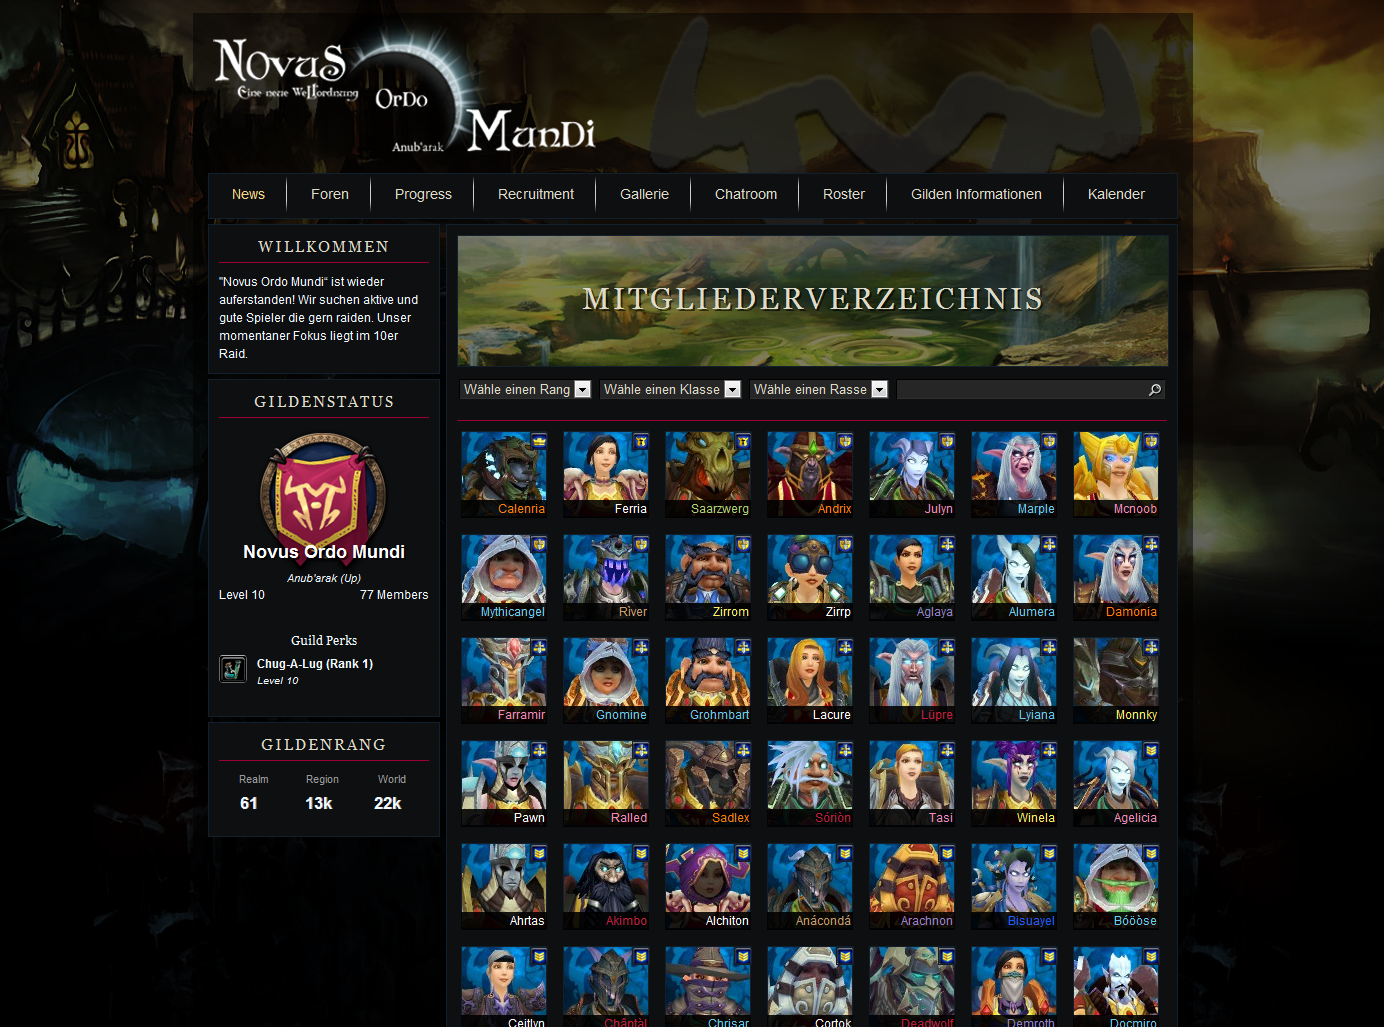 Novus
Eine neue Weltordnung
Ordo
Anub'arak
Mundi
News
Foren
Progress
Recruitment
Gallerie
Chatroom
Roster
Gilden Informationen
Kalender
WILLKOMMEN
"Novus Ordo Mundi“ ist wieder
auferstanden! Wir suchen aktive und
gute Spieler die gern raiden. Unser
momentaner Fokus liegt im 10er
Raid.
GILDENSTATUS
Novus Ordo Mundi
Anub'arak (Up)
Level 10 77 Members
Guild Perks
Chug-A-Lug (Rank 1)
Level 10
GILDENRANG
Realm Region World
61 13k 22k
MITGLIEDERVERZEICHNIS
Wähle einen Rang Wähle einen Klasse Wähle einen Rasse
Calenria Ferria Saarzwerg Andrix Julyn Marple Mcnoob
Mythicangel River Zirrom Zirrp Aglaya Alumera Damonia
Farramir Gnomine Grohmbart Lacure Lüpre Lyiana Monnky
Pawn Ralled Sadlex Sóriòn Tasi Winela Agelicia
Ahrtas Akimbo Alchiton Anácondá Arachnon Bisuayel Bóöòse
Ceitlyn Chântàl Chrisar Cortok Deadwolf Demroth Docmiro